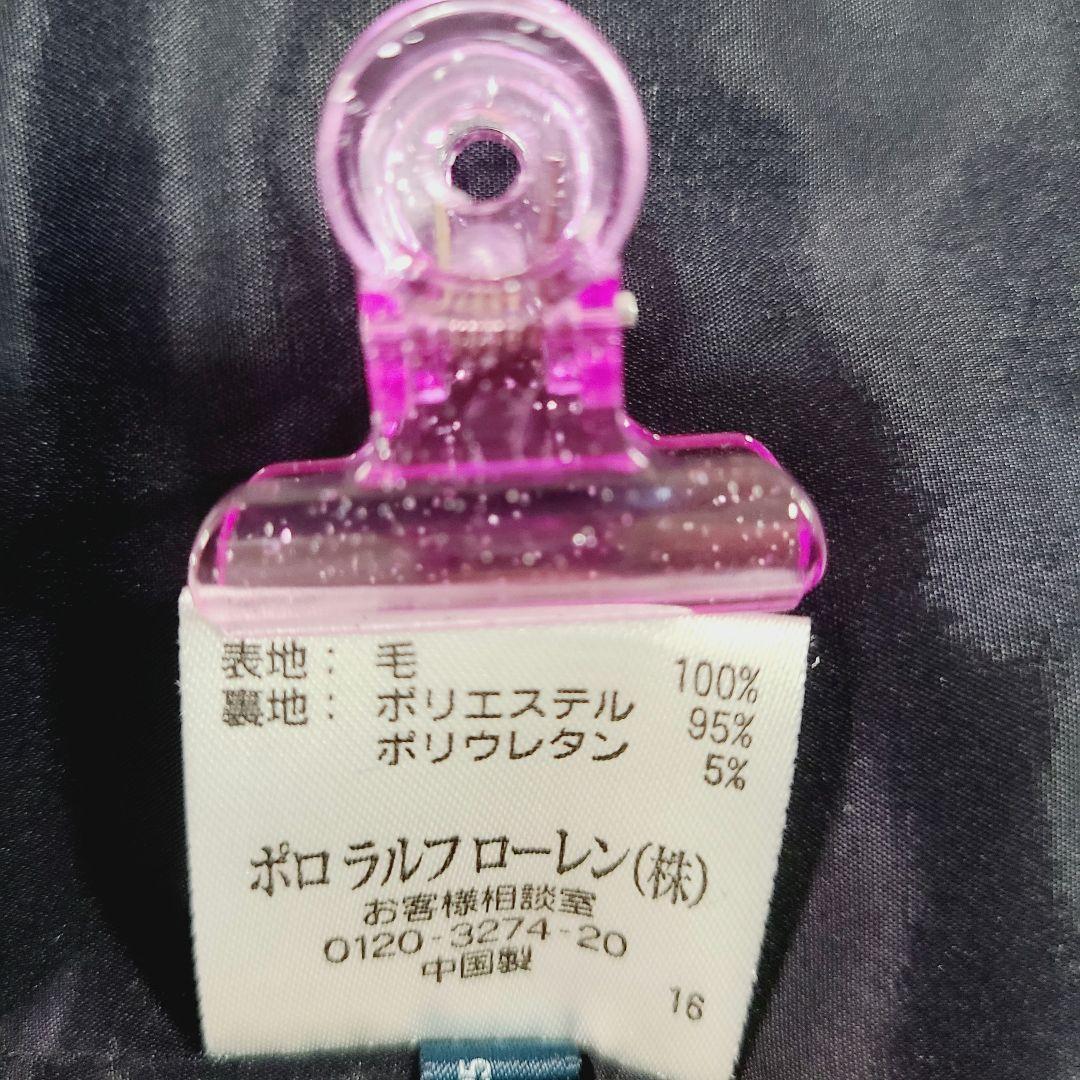 表地： 毛 100%
裏地： ポリエステル 95%
ポリウレタン 5%
ポロ ラルフ ローレン(株)
お客様相談室
0120-3274-20
中国製
16